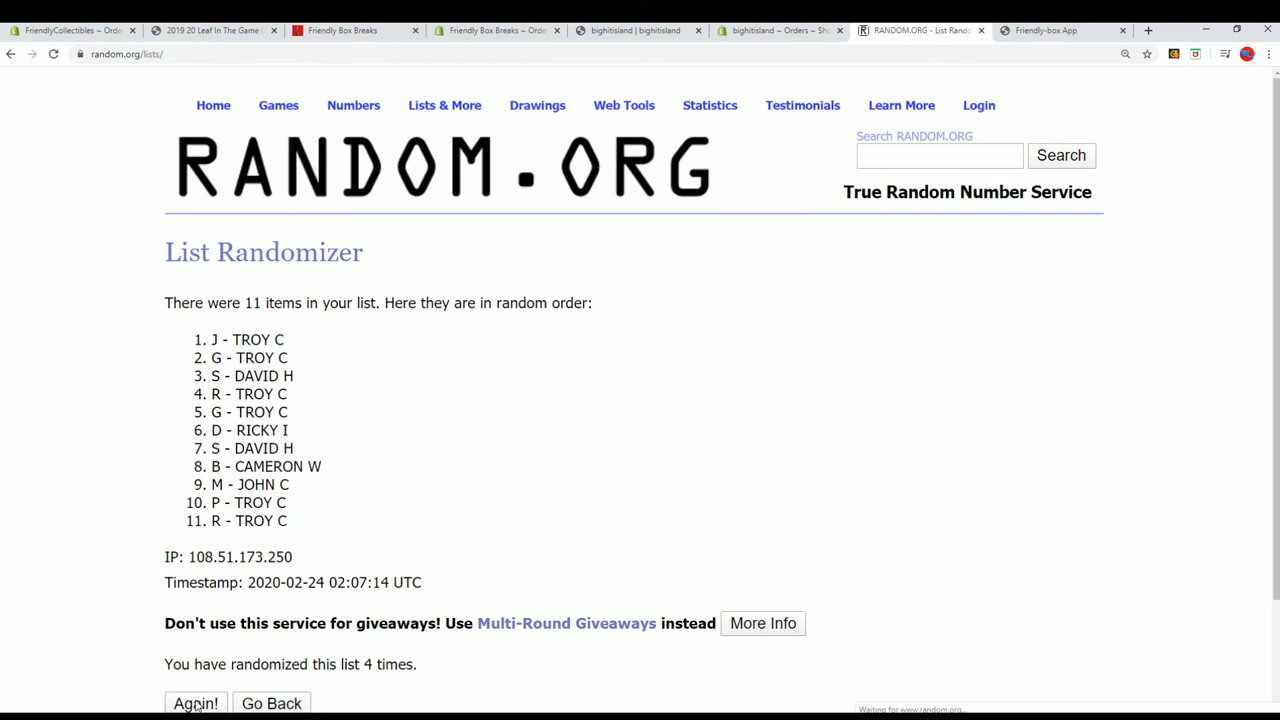 FriendlyCollectibles – Orde
2019 20 Leaf In The Game
Friendly Box Breaks
Friendly Box Breaks – Orde
bighitisland | bighitisland
bighitisland – Orders – Sho
RANDOM.ORG - List Rando
Friendly-box App
random.org/lists/
Home Games Numbers Lists & More Drawings Web Tools Statistics Testimonials Learn More Login
RANDOM.ORG
Search RANDOM.ORG
Search
True Random Number Service
List Randomizer
There were 11 items in your list. Here they are in random order:
1. J - TROY C
2. G - TROY C
3. S - DAVID H
4. R - TROY C
5. G - TROY C
6. D - RICKY I
7. S - DAVID H
8. B - CAMERON W
9. M - JOHN C
10. P - TROY C
11. R - TROY C
IP: 108.51.173.250
Timestamp: 2020-02-24 02:07:14 UTC
Don't use this service for giveaways! Use Multi-Round Giveaways instead More Info
You have randomized this list 4 times.
Again! Go Back
Waiting for www.random.org...